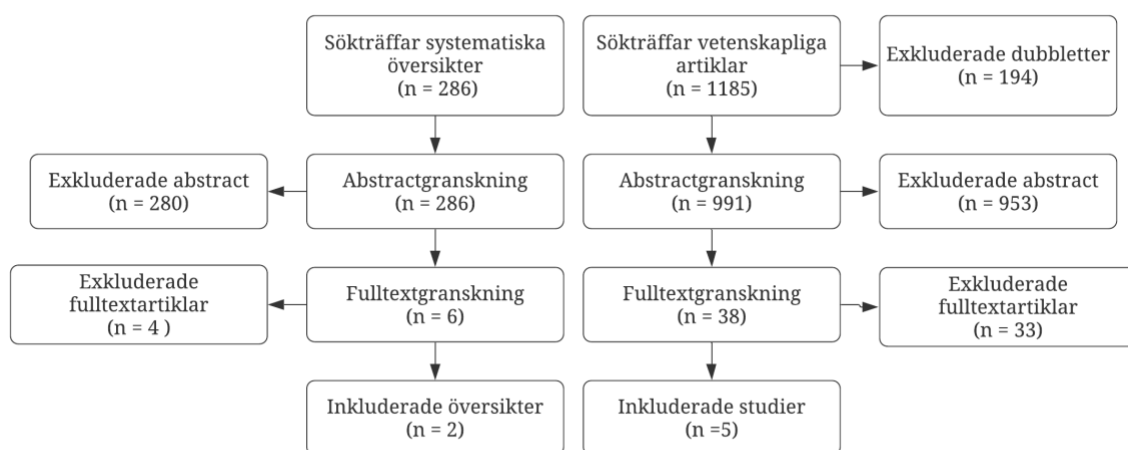 Sökträffar systematiska
översikter
(n = 286)
Sökträffar vetenskapliga
artiklar
(n = 1185)
Exkluderade dubbletter
(n = 194)
Exkluderade abstract
(n = 280)
Abstractgranskning
(n = 286)
Abstractgranskning
(n = 991)
Exkluderade abstract
(n = 953)
Exkluderade
fulltextartiklar
(n = 4 )
Fulltextgranskning
(n = 6)
Fulltextgranskning
(n = 38)
Exkluderade
fulltextartiklar
(n = 33)
Inkluderade översikter
(n = 2)
Inkluderade studier
(n =5)